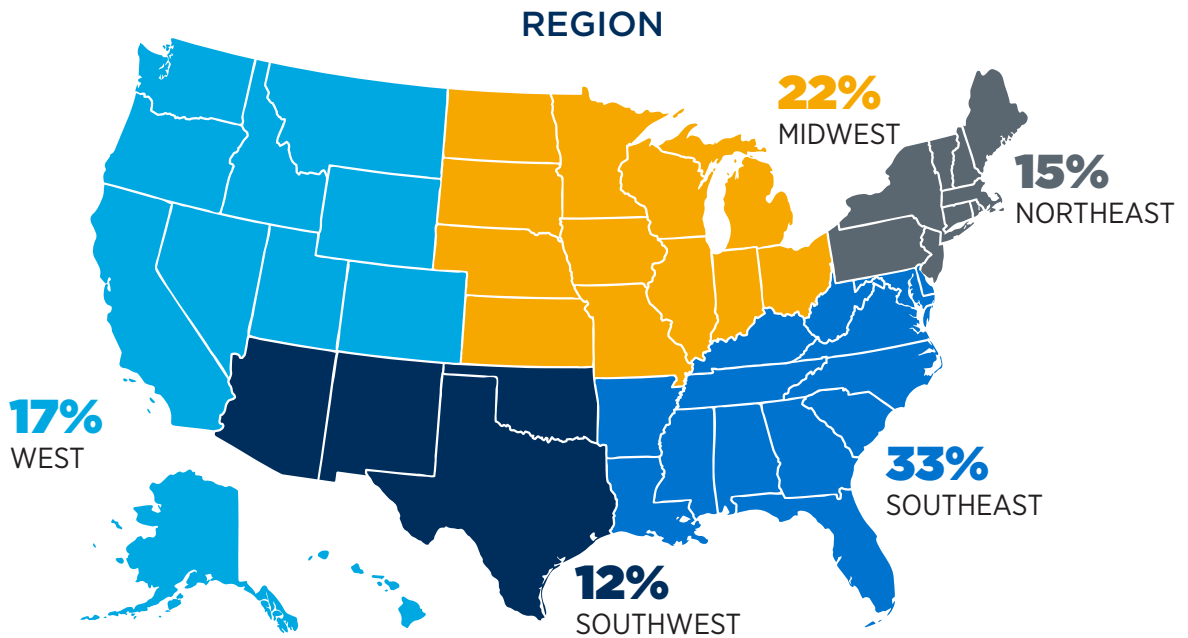 REGION
22%
MIDWEST
15%
NORTHEAST
17%
WEST
33%
SOUTHEAST
12%
SOUTHWEST